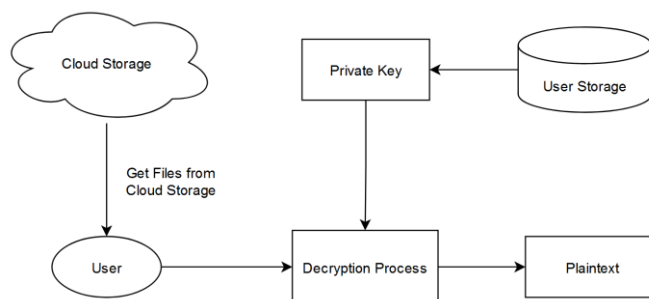 Cloud Storage
Private Key
User Storage
Get Files from
Cloud Storage
User
Decryption Process
Plaintext